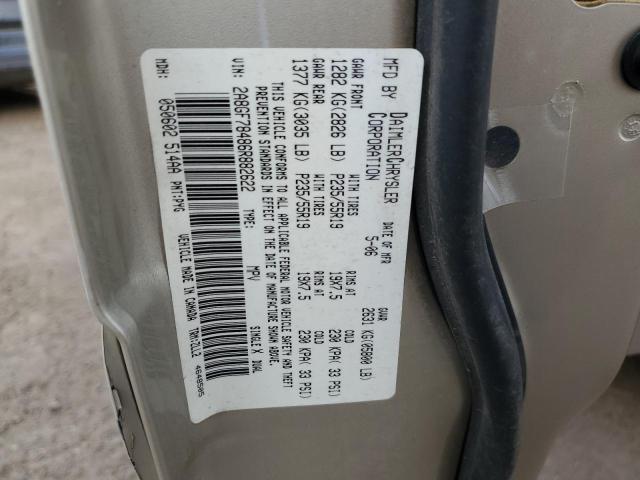 MFD BY DAIMLERCHRYSLER CORPORATION
DATE OF MFR 5-06
GVWR 2631 KG(05800 LB)
GAWR FRONT WITH TIRES RIMS AT COLD
1282 KG(2826 LB) P235/55R19 19X7.5 230 KPA( 33 PSI)
GAWR REAR WITH TIRES RIMS AT COLD
1377 KG(3035 LB) P235/55R19 19X7.5 230 KPA( 33 PSI)
THIS VEHICLE CONFORMS TO ALL APPLICABLE FEDERAL MOTOR VEHICLE SAFETY AND THEFT
PREVENTION STANDARDS IN EFFECT ON THE DATE OF MANUFACTURE SHOWN ABOVE.
VIN: 2A8GF78486R882622 TYPE: MPV SINGLE X DUAL
MDH: 050602 514AA PNT:PYG VEHICLE MADE IN CANADA TRM:7LL2 4648505